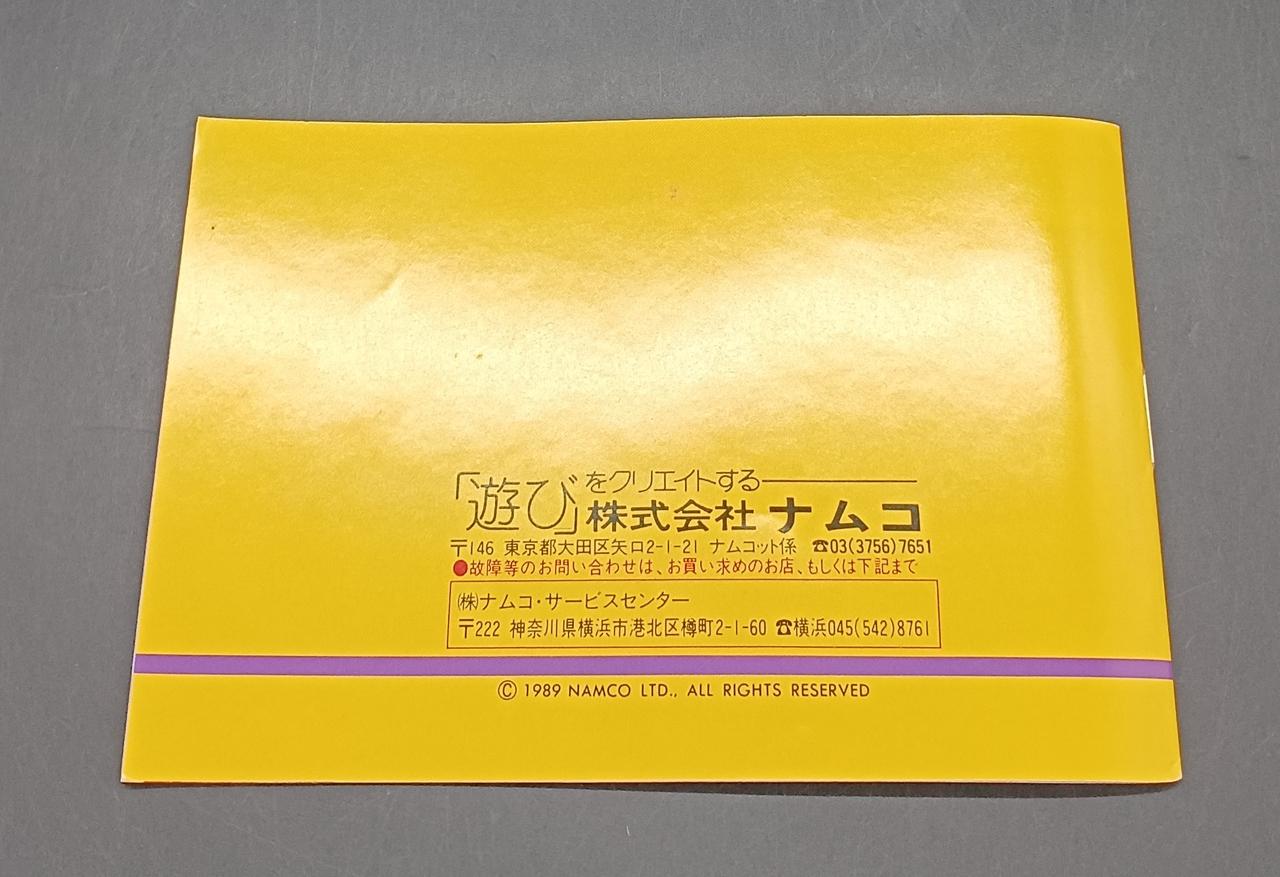 「遊び」をクリエイトする
株式会社 ナムコ
〒146 東京都大田区矢口2-1-21 ナムコット係 ☎03(3756)7651
●故障等のお問い合わせは、お買い求めのお店、もしくは下記まで
㈱ナムコ・サービスセンター
〒222 神奈川県横浜市港北区樽町2-1-60 ☎横浜045(542)8761
© 1989 NAMCO LTD., ALL RIGHTS RESERVED